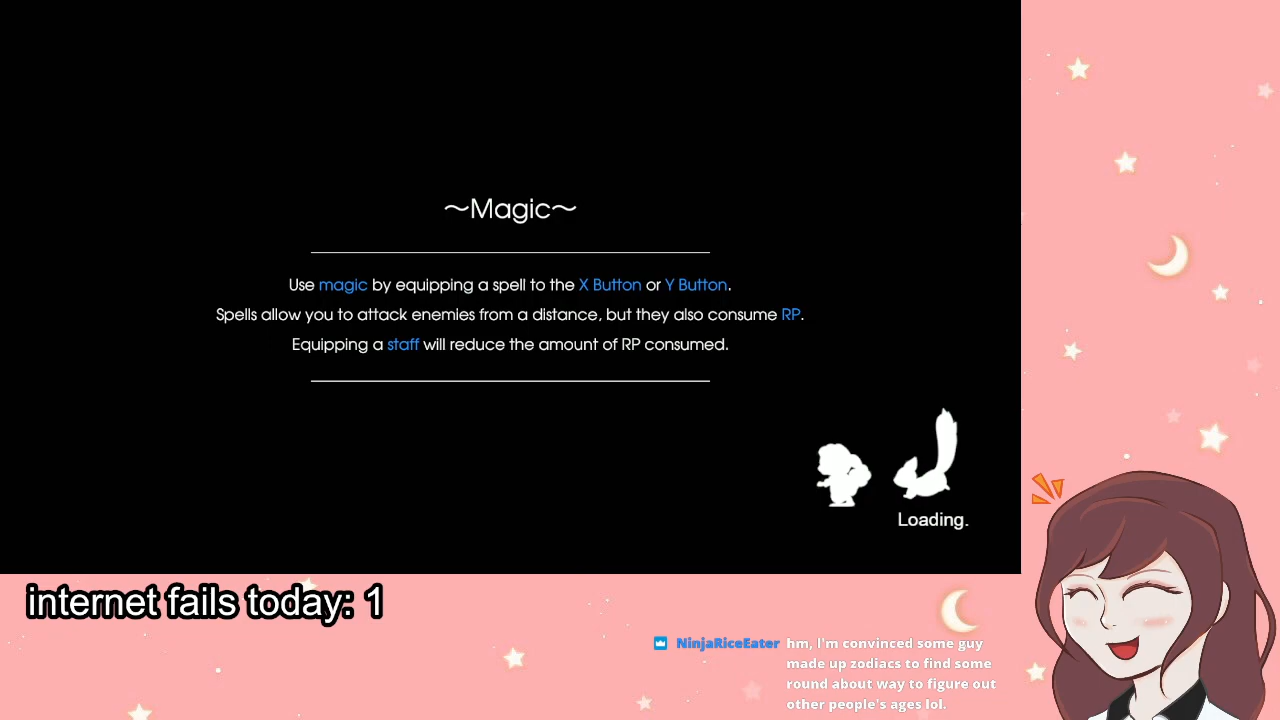 ~Magic~
Use magic by equipping a spell to the X Button or Y Button.
Spells allow you to attack enemies from a distance, but they also consume RP.
Equipping a staff will reduce the amount of RP consumed.
Loading.
internet fails today: 1
NinjaRiceEater hm, I'm convinced some guy
made up zodiacs to find some
round about way to figure out
other people's ages lol.